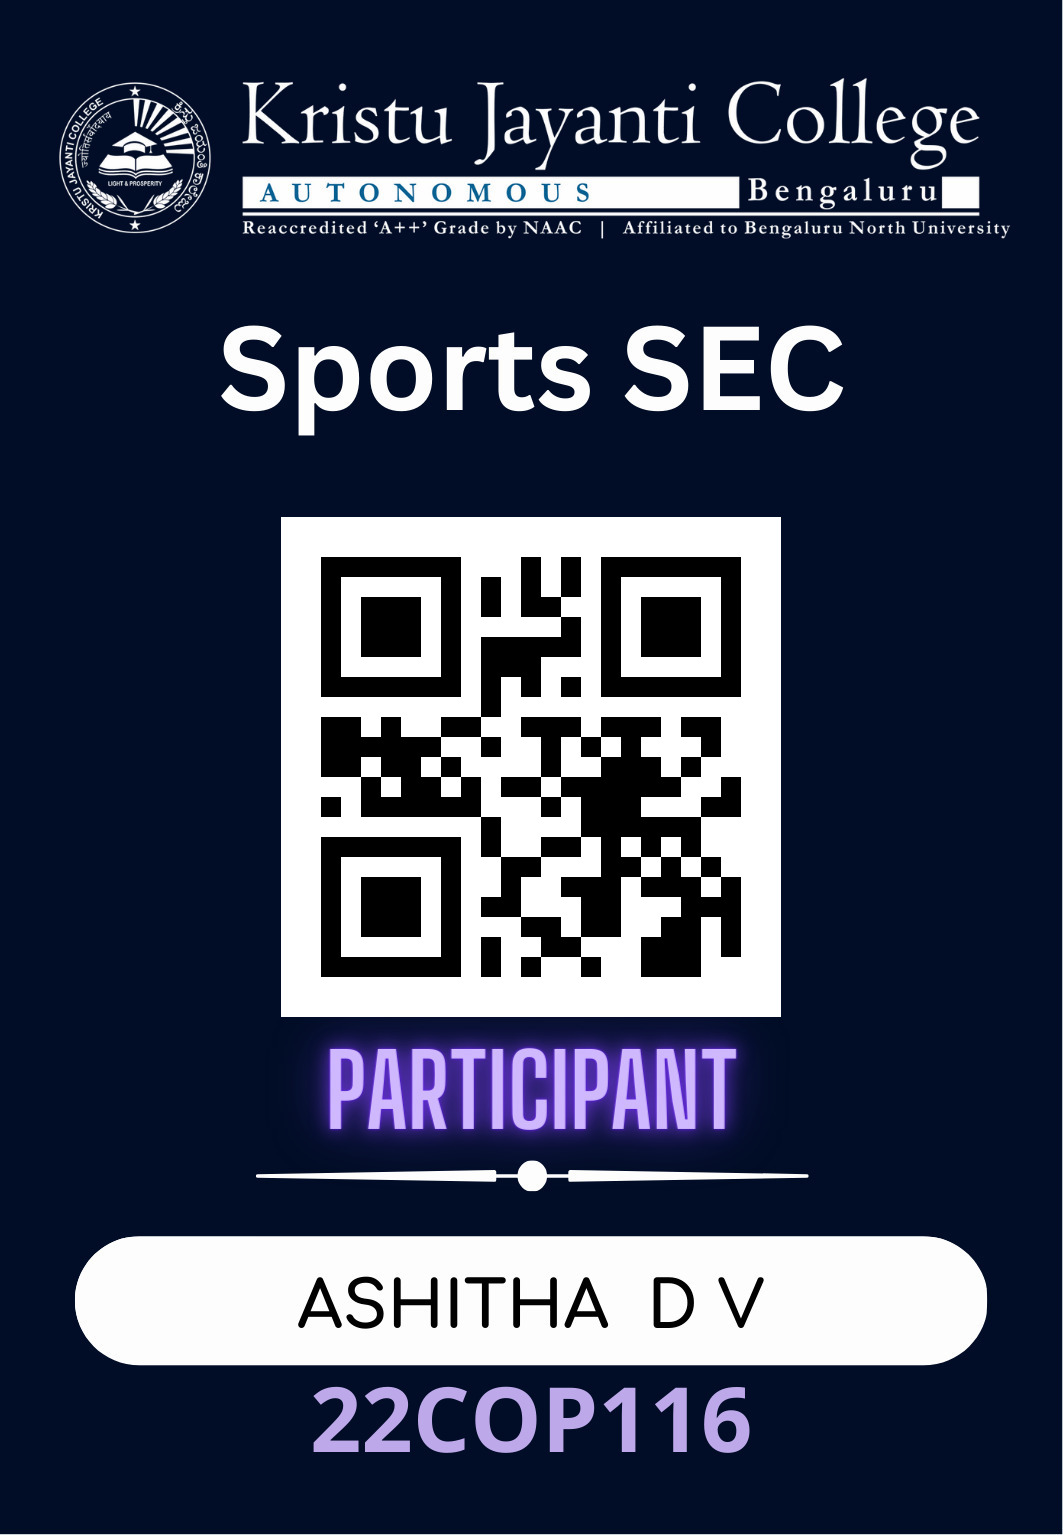 KRISTU JAYANTI COLLEGE
ಕ್ರಿಸ್ತು ಜಯಂತಿ ಕಾಲೇಜು
LIGHT & PROSPERITY
Kristu Jayanti College
AUTONOMOUS Bengaluru
Reaccredited ‘A++’ Grade by NAAC | Affiliated to Bengaluru North University
Sports SEC
PARTICIPANT
ASHITHA D V
22COP116